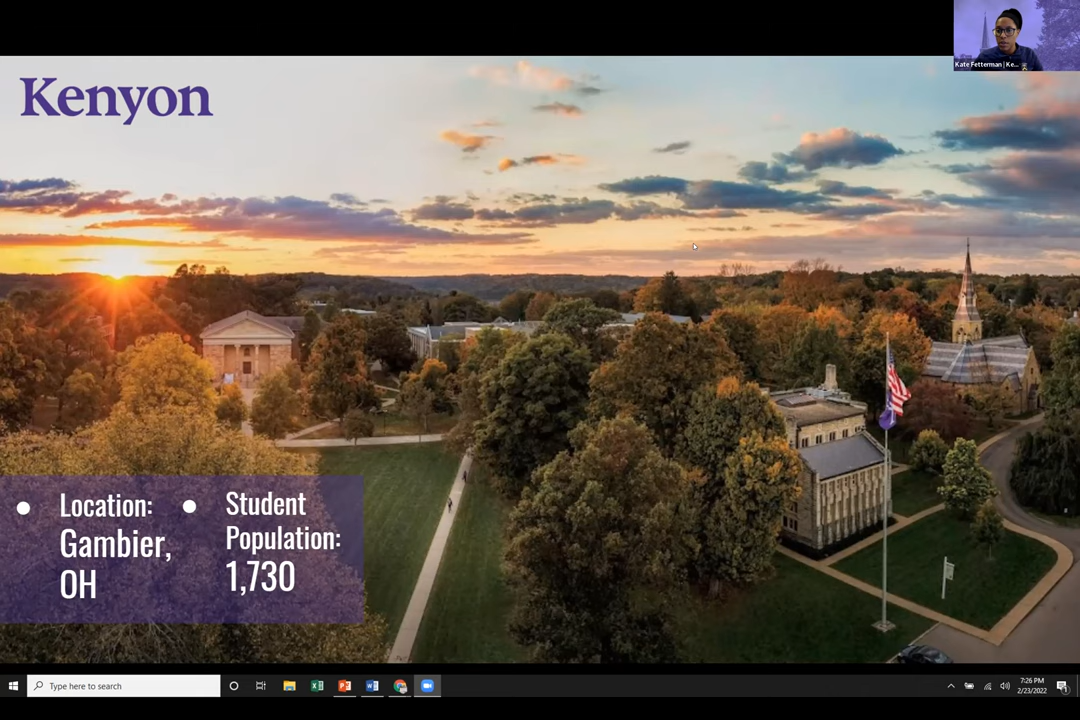 Kate Fetterman | Ke...
Kenyon
Location:
Gambier,
OH
Student
Population:
1,730
Type here to search
7:26 PM
2/23/2022